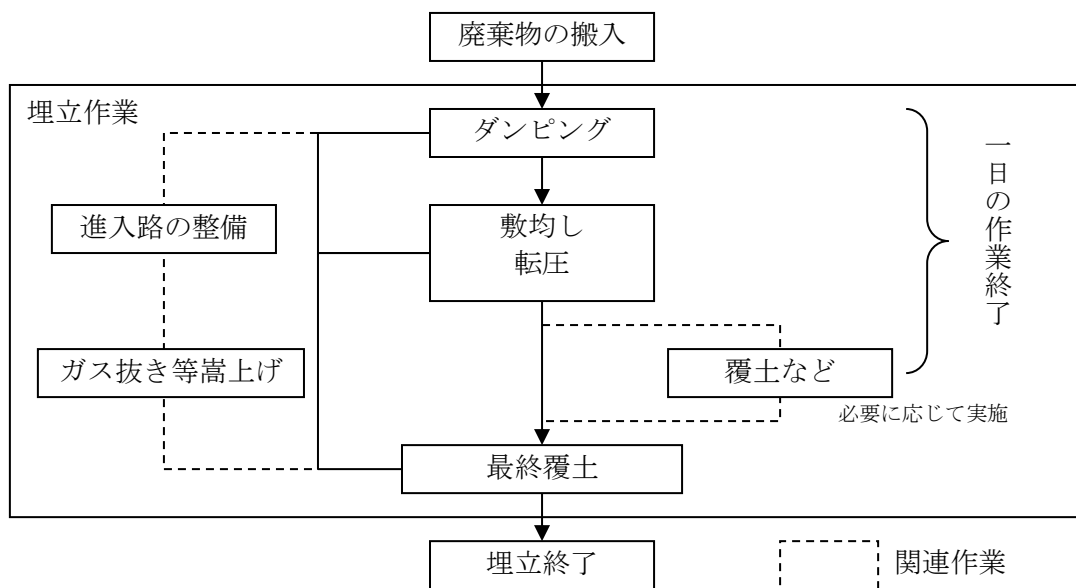 廃棄物の搬入
埋立作業
ダンピング
一日の作業終了
進入路の整備
敷均し
転圧
ガス抜き等嵩上げ
覆土など
必要に応じて実施
最終覆土
埋立終了
関連作業